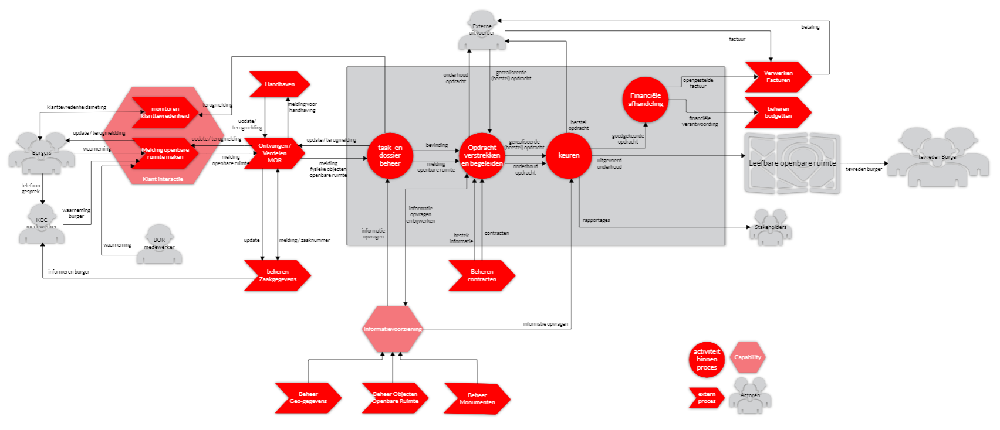 Externe
uitvoerder
betaling
factuur
onderhoud
opdracht
gerealiseerde
(herstel) opdracht
Verwerken
Facturen
opengestelde
factuur
Financiële
afhandeling
beheren
budgetten
financiële
verantwoording
Handhaven
melding voor
handhaving
uodate/
terugmelding
terugmelding
klanttevredenheidsmeting
monitoren
klanttevredenheid
update / terugmeldding
uodate / terugmelding
Burgers
waarneming
Melding openbare
ruimte maken
melding
openbare ruimte
Klant interactie
Ontvangen /
Verdelen
MOR
update / terugmelding
melding
fysieke objecten
openbare ruimte
taak- en
dossier
beheer
bevinding
melding
openbare ruimte
Opdracht
verstrekken
en begeleiden
gerealiseerde
(herstel) opdracht
onderhoud
opdracht
herstel
opdracht
keuren
goedgekeurde
opdracht
uitgevoerd
onderhoud
Leefbare openbare ruimte
tevreden burger
tevreden Burger
telefoon
gesprek
KCC
medewerker
waarneming
burger
BOR
medewerker
waarneming
informeren burger
update
melding / zaaknummer
beheren
Zaakgegevens
informatie
opvragen
informatie
opvragen
en bijwerken
bestek
informatie
contracten
Beheren
contracten
rapportages
Stakeholders
Informatievoorziening
informstie opvragen
Beheer
Geo-gegevens
Beheer Objecten
Openbare Ruimte
Beheer
Monumenten
activiteit
binnen
proces
Capability
extern
proces
Actoren